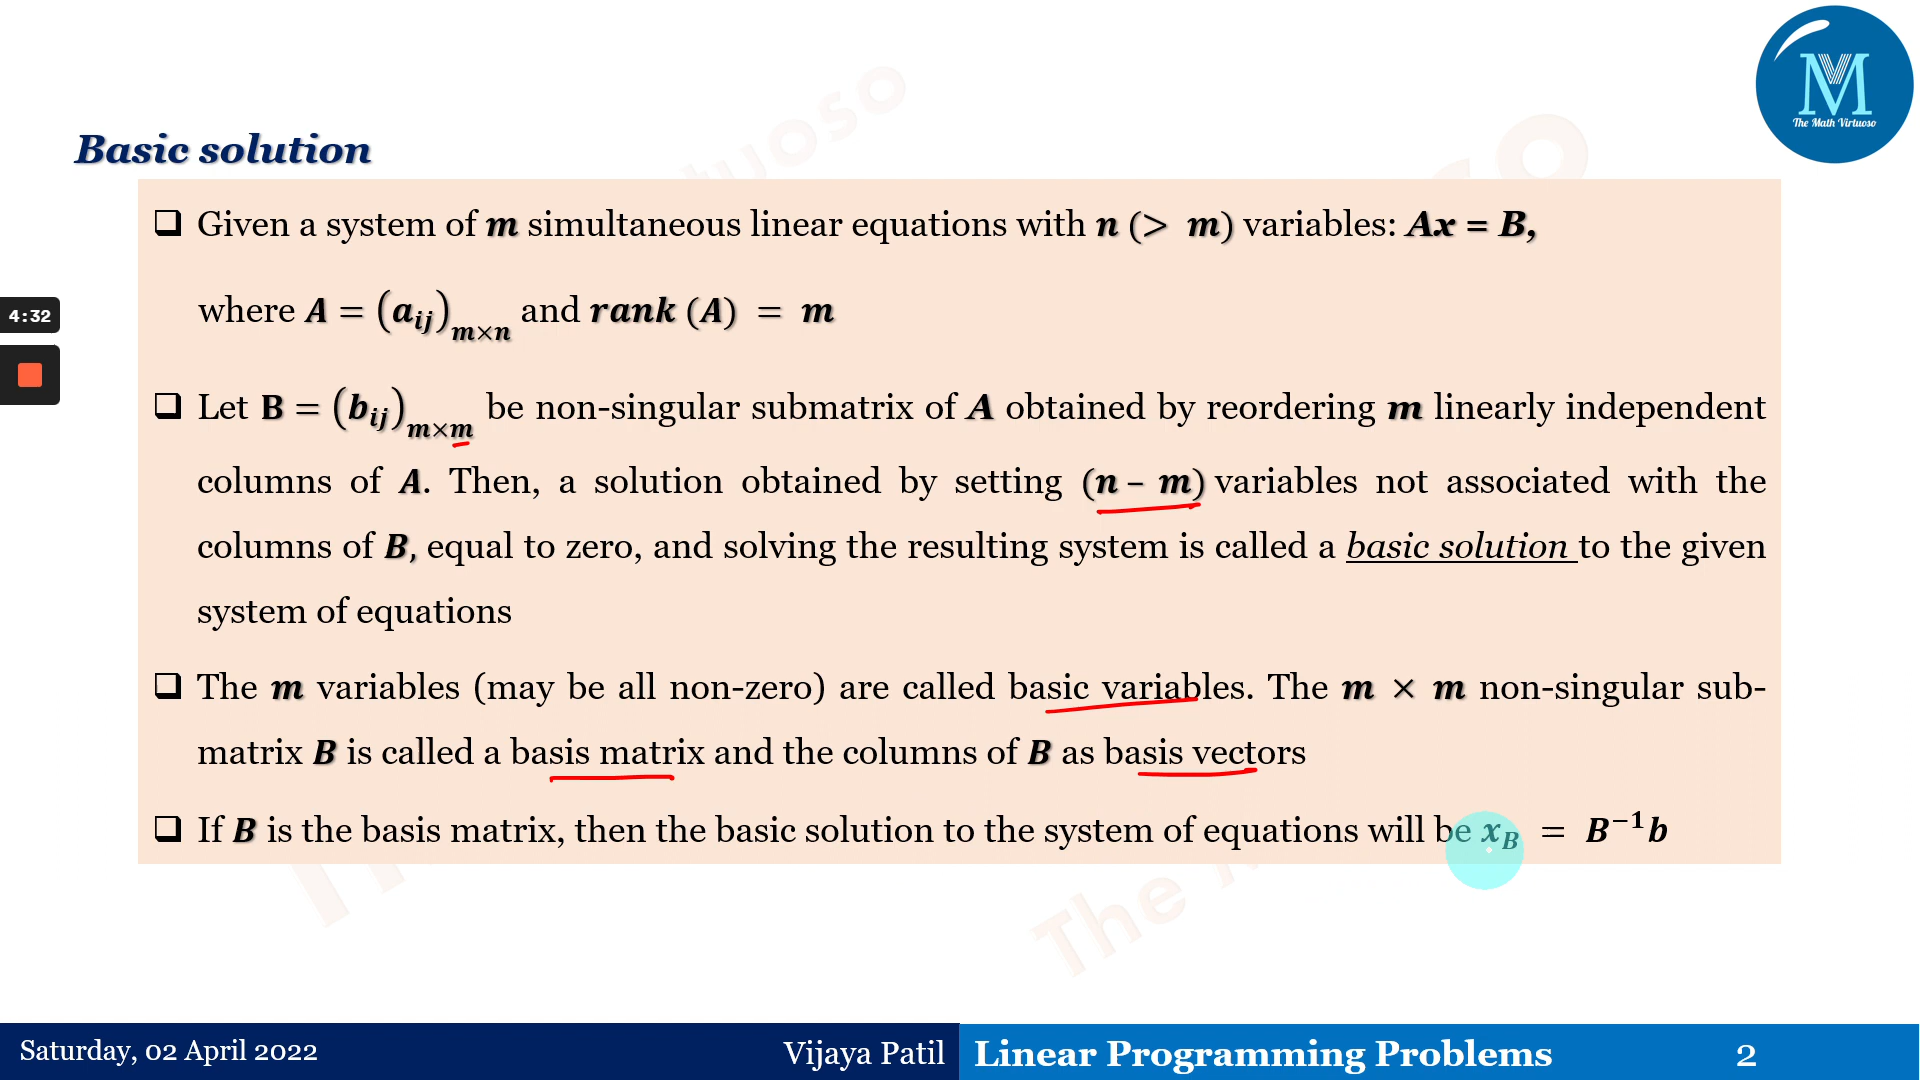 M
The Math Virtuoso
Basic solution
❑ Given a system of m simultaneous linear equations with n (> m) variables: Ax = B,
where A = (aᵢⱼ)ₘ×ₙ and rank (A) = m
4:32
❑ Let B = (bᵢⱼ)ₘ×ₘ be non-singular submatrix of A obtained by reordering m linearly independent
columns of A. Then, a solution obtained by setting (n – m) variables not associated with the
columns of B, equal to zero, and solving the resulting system is called a basic solution to the given
system of equations
❑ The m variables (may be all non-zero) are called basic variables. The m × m non-singular sub-
matrix B is called a basis matrix and the columns of B as basis vectors
❑ If B is the basis matrix, then the basic solution to the system of equations will be x_B = B⁻¹b
Saturday, 02 April 2022
Vijaya Patil
Linear Programming Problems
2